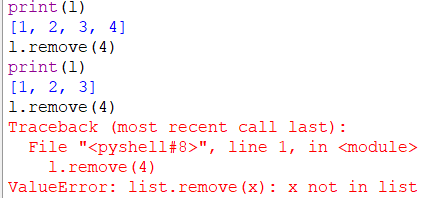 print(l)
[1, 2, 3, 4]
l.remove(4)
print(l)
[1, 2, 3]
l.remove(4)
Traceback (most recent call last):
  File "<pyshell#8>", line 1, in <module>
    l.remove(4)
ValueError: list.remove(x): x not in list